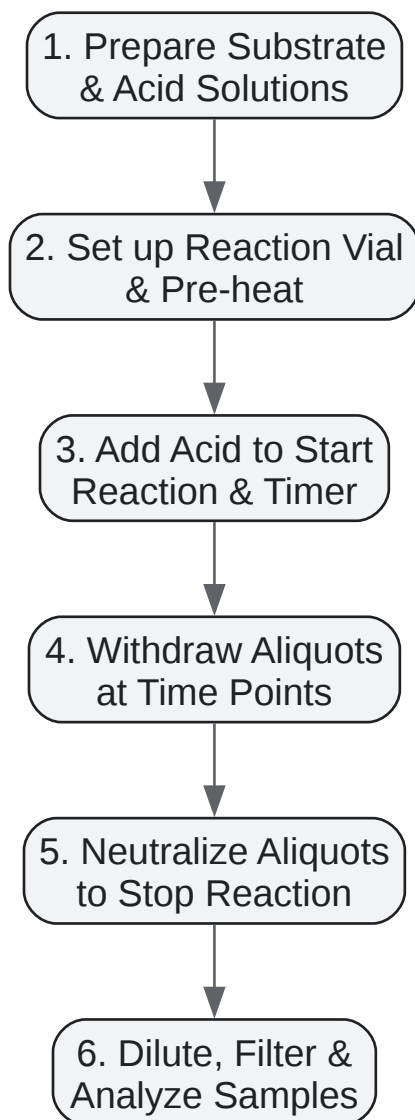 1. Prepare Substrate
& Acid Solutions
2. Set up Reaction Vial
& Pre-heat
3. Add Acid to Start
Reaction & Timer
4. Withdraw Aliquots
at Time Points
5. Neutralize Aliquots
to Stop Reaction
6. Dilute, Filter &
Analyze Samples